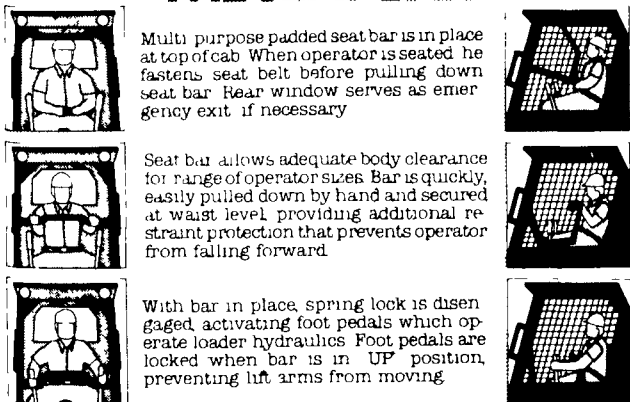 Multi purpose padded seat bar is in place
at top of cab When operator is seated he
fastens seat belt before pulling down
seat bar Rear window serves as emer
gency exit if necessary
Seat bar allows adequate body clearance
for range of operator sizes Bar is quickly,
easily pulled down by hand and secured
at waist level, providing additional re
straint protection that prevents operator
from falling forward
With bar in place, spring lock is disen
gaged, activating foot pedals which op-
erate loader hydraulics Foot pedals are
locked when bar is in UP" position,
preventing lift arms from moving